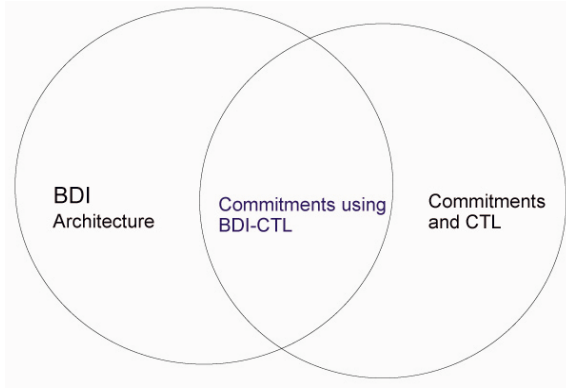 BDI
Architecture
Commitments using
BDI-CTL
Commitments
and CTL